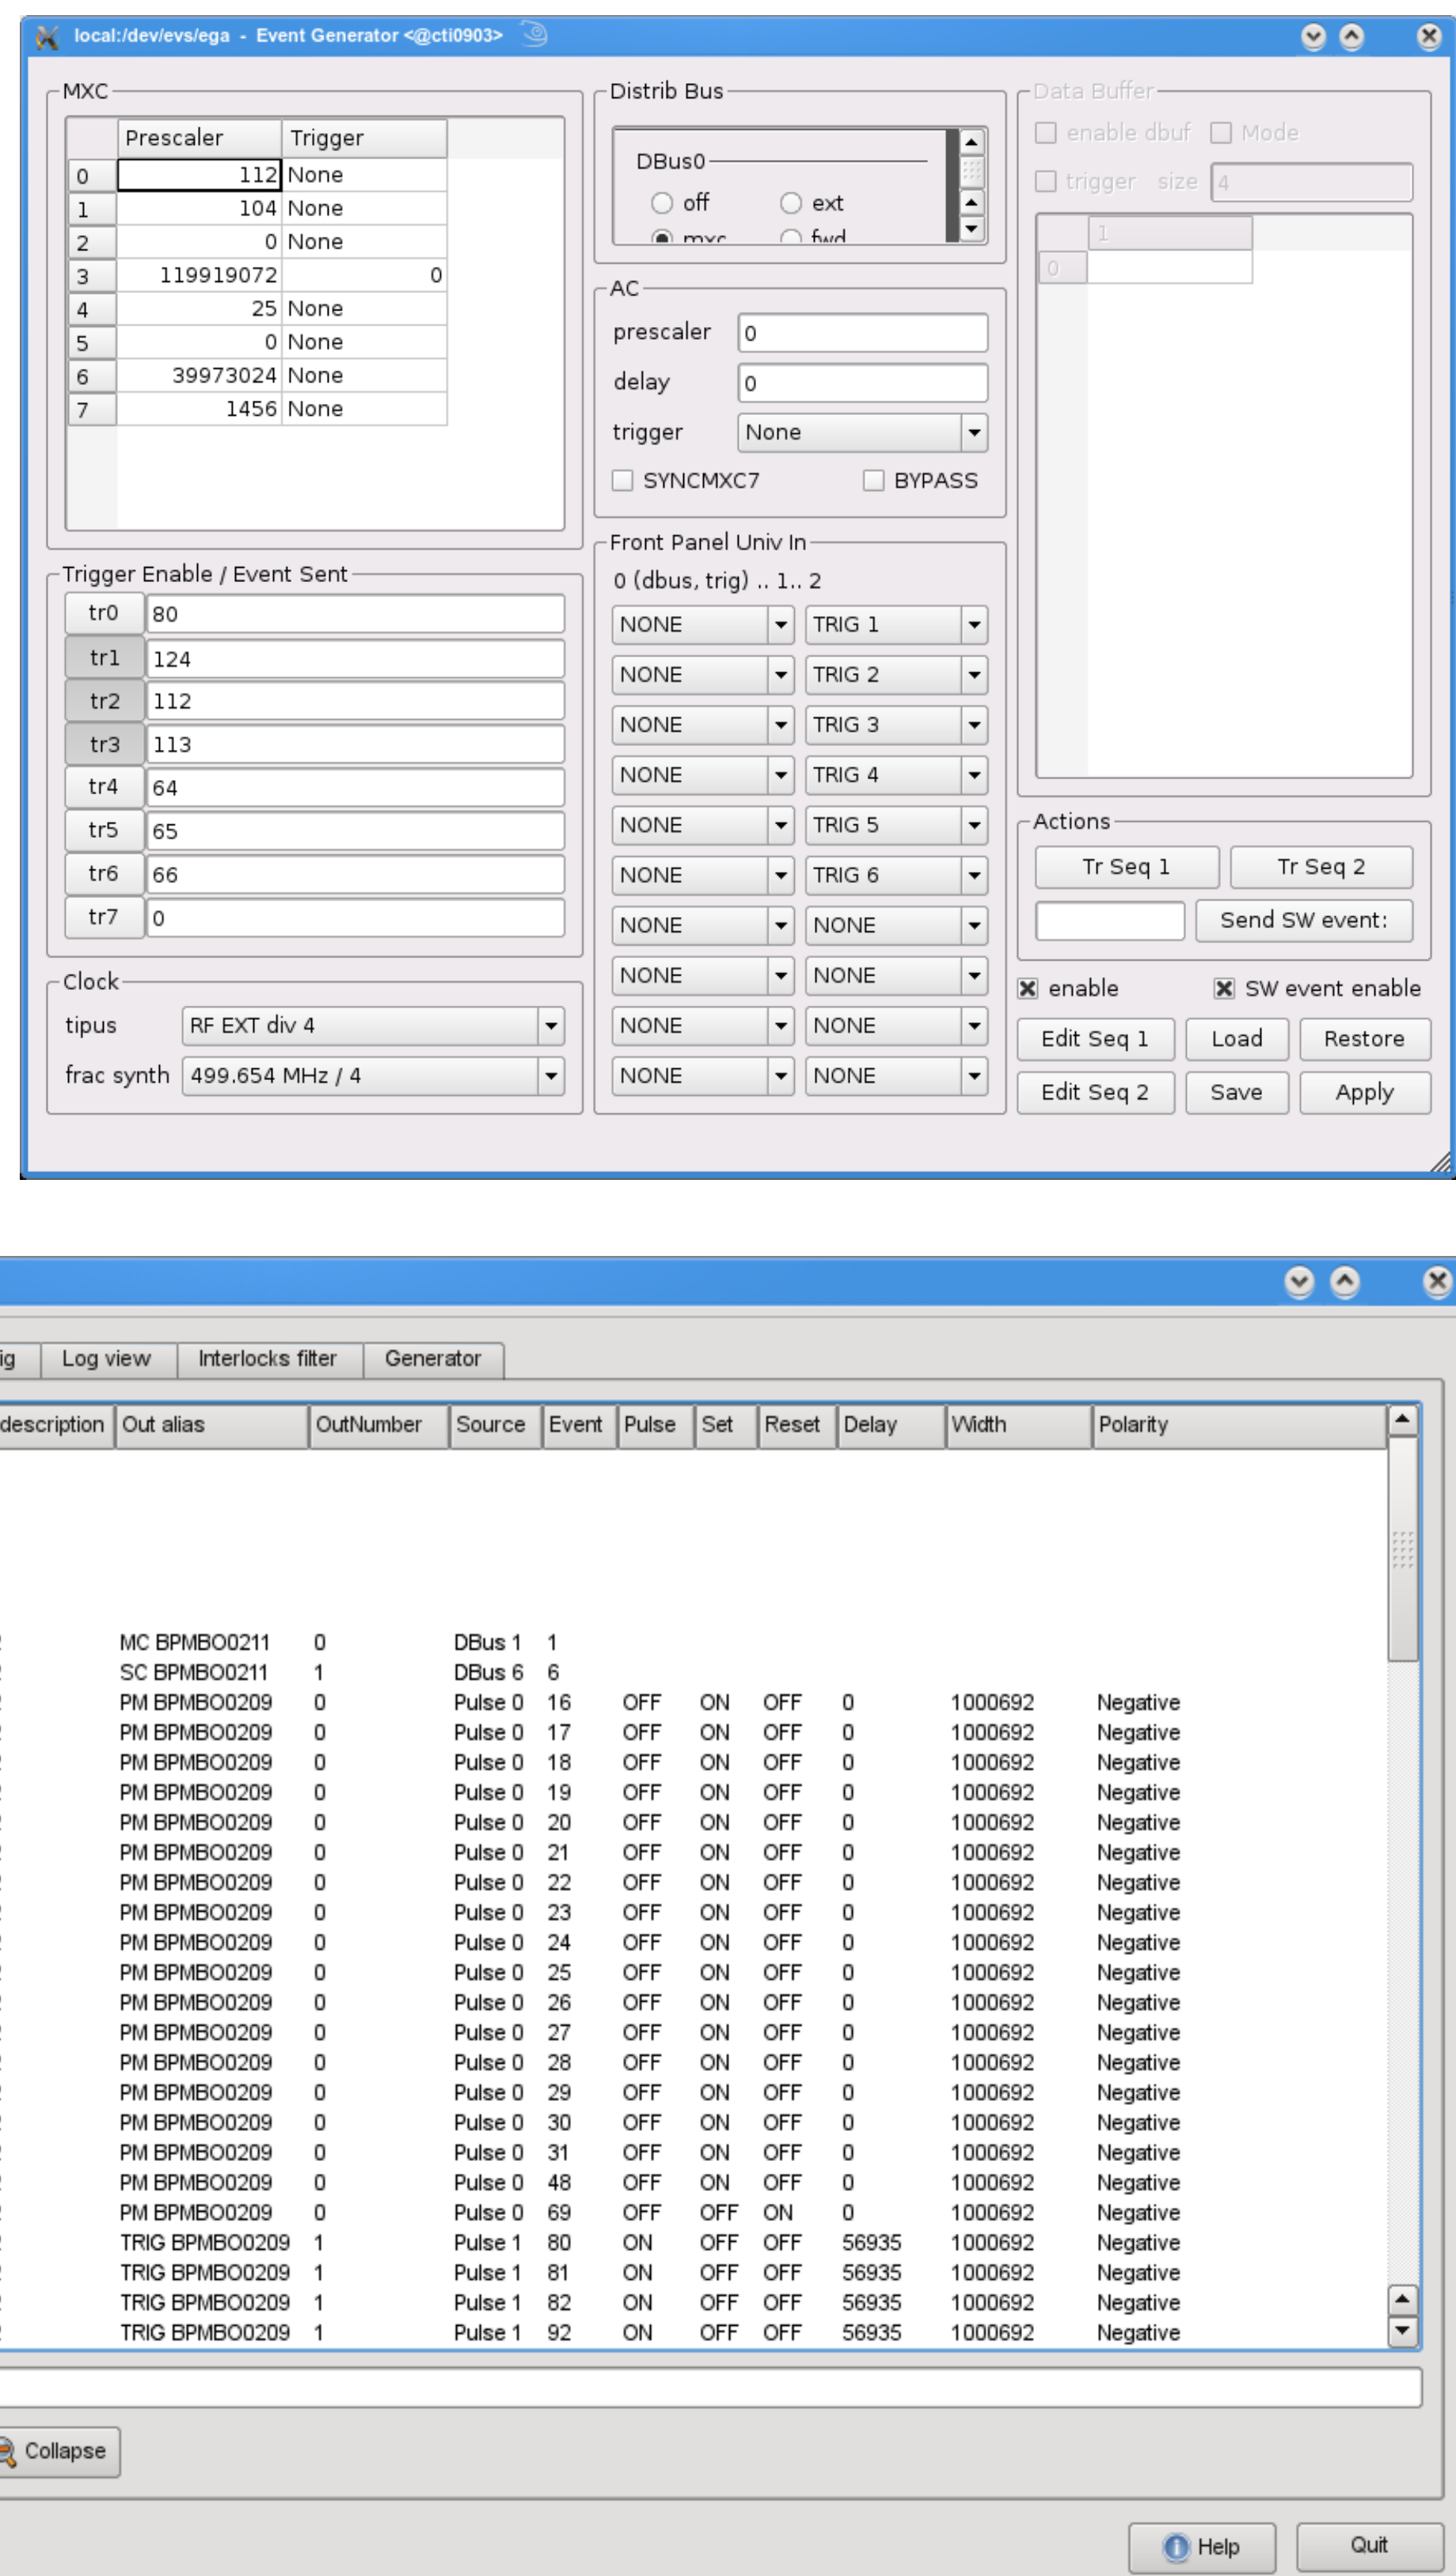 local:/dev/evs/ega - Event Generator <@cti0903>
MXC
Prescaler Trigger
0 112 None
1 104 None
2 0 None
3 119919072 0
4 25 None
5 0 None
6 39973024 None
7 1456 None
Trigger Enable / Event Sent
tr0 80
tr1 124
tr2 112
tr3 113
tr4 64
tr5 65
tr6 66
tr7 0
Clock
tipus RF EXT div 4
frac synth 499.654 MHz / 4
Distrib Bus
DBus0
off ext
mxc fwd
AC
prescaler 0
delay 0
trigger None
SYNCMXC7 BYPASS
Front Panel Univ In
0 (dbus, trig) .. 1.. 2
NONE TRIG 1
NONE TRIG 2
NONE TRIG 3
NONE TRIG 4
NONE TRIG 5
NONE TRIG 6
NONE NONE
NONE NONE
NONE NONE
NONE NONE
Data Buffer
enable dbuf Mode
trigger size 4
1
0
Actions
Tr Seq 1 Tr Seq 2
Send SW event:
enable SW event enable
Edit Seq 1 Load Restore
Edit Seq 2 Save Apply
ig Log view Interlocks filter Generator
description Out alias OutNumber Source Event Pulse Set Reset Delay Width Polarity
MC BPMBO0211 0 DBus 1 1
SC BPMBO0211 1 DBus 6 6
PM BPMBO0209 0 Pulse 0 16 OFF ON OFF 0 1000692 Negative
PM BPMBO0209 0 Pulse 0 17 OFF ON OFF 0 1000692 Negative
PM BPMBO0209 0 Pulse 0 18 OFF ON OFF 0 1000692 Negative
PM BPMBO0209 0 Pulse 0 19 OFF ON OFF 0 1000692 Negative
PM BPMBO0209 0 Pulse 0 20 OFF ON OFF 0 1000692 Negative
PM BPMBO0209 0 Pulse 0 21 OFF ON OFF 0 1000692 Negative
PM BPMBO0209 0 Pulse 0 22 OFF ON OFF 0 1000692 Negative
PM BPMBO0209 0 Pulse 0 23 OFF ON OFF 0 1000692 Negative
PM BPMBO0209 0 Pulse 0 24 OFF ON OFF 0 1000692 Negative
PM BPMBO0209 0 Pulse 0 25 OFF ON OFF 0 1000692 Negative
PM BPMBO0209 0 Pulse 0 26 OFF ON OFF 0 1000692 Negative
PM BPMBO0209 0 Pulse 0 27 OFF ON OFF 0 1000692 Negative
PM BPMBO0209 0 Pulse 0 28 OFF ON OFF 0 1000692 Negative
PM BPMBO0209 0 Pulse 0 29 OFF ON OFF 0 1000692 Negative
PM BPMBO0209 0 Pulse 0 30 OFF ON OFF 0 1000692 Negative
PM BPMBO0209 0 Pulse 0 31 OFF ON OFF 0 1000692 Negative
PM BPMBO0209 0 Pulse 0 48 OFF ON OFF 0 1000692 Negative
PM BPMBO0209 0 Pulse 0 69 OFF OFF ON 0 1000692 Negative
TRIG BPMBO0209 1 Pulse 1 80 ON OFF OFF 56935 1000692 Negative
TRIG BPMBO0209 1 Pulse 1 81 ON OFF OFF 56935 1000692 Negative
TRIG BPMBO0209 1 Pulse 1 82 ON OFF OFF 56935 1000692 Negative
TRIG BPMBO0209 1 Pulse 1 92 ON OFF OFF 56935 1000692 Negative
Collapse
Help Quit